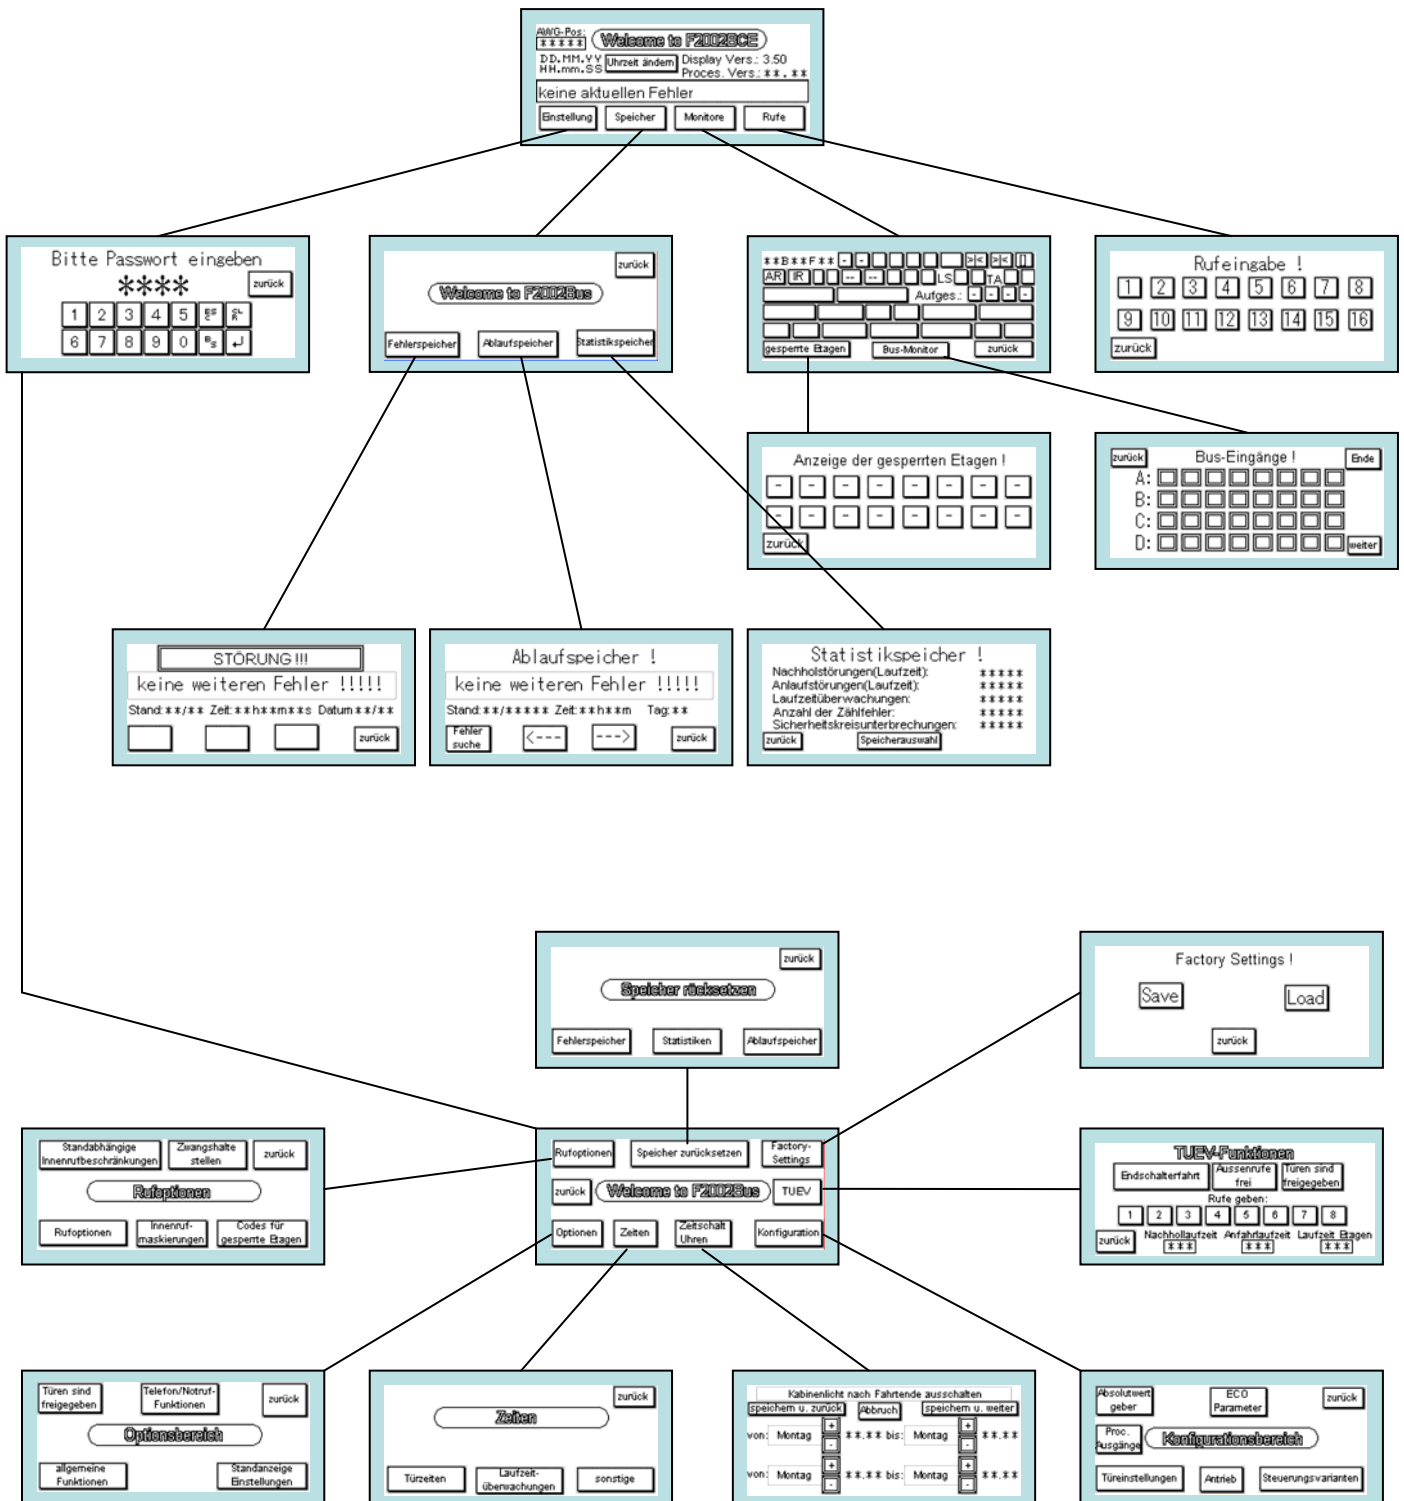 AWG-Pos:
*****
Welcome to F2002BCE
DD.MM.YY
HH.mm.SS
Uhrzeit ändern
Display Vers.: 3.50
Proces. Vers.: **.**
keine aktuellen Fehler
Einstellung Speicher Monitore Rufe
Bitte Passwort eingeben
****
zurück
1 2 3 4 5 ESC CLR
6 7 8 9 0 BS ↵
zurück
Welcome to F2002Bus
Fehlerspeicher Ablaufspeicher Statistikspeicher
**B**F** - - >|< >|< []
AR IR -- -- LS TA
Aufges.: - - - -
gesperrte Etagen Bus-Monitor zurück
Rufeingabe !
1 2 3 4 5 6 7 8
9 10 11 12 13 14 15 16
zurück
Anzeige der gesperrten Etagen !
- - - - - - - -
- - - - - - - -
zurück
zurück Bus-Eingänge ! Ende
A:
B:
C:
D: weiter
STÖRUNG !!!
keine weiteren Fehler !!!!!
Stand:**/** Zeit:**h**m**s Datum**/**
zurück
Ablaufspeicher !
keine weiteren Fehler !!!!!
Stand:**/***** Zeit:**h**m Tag:**
Fehler
suche
<--- ---> zurück
Statistikspeicher !
Nachholstörungen(Laufzeit): *****
Anlaufstörungen(Laufzeit): *****
Laufzeitüberwachungen: *****
Anzahl der Zählfehler: *****
Sicherheitskreisunterbrechungen: *****
zurück Speicherauswahl
zurück
Speicher rücksetzen
Fehlerspeicher Statistiken Ablaufspeicher
Factory Settings !
Save Load
zurück
Standabhängige
Innenrufbeschränkungen
Zwangshalte
stellen
zurück
Rufoptionen
Rufoptionen
Innenruf-
maskierungen
Codes für
gesperrte Etagen
Rufoptionen Speicher zurücksetzen
Factory-
Settings
zurück Welcome to F2002Bus TUEV
Optionen Zeiten
Zeitschalt
Uhren
Konfiguration
TUEV-Funktionen
Endschalterfahrt
Aussenrufe
frei
Türen sind
freigegeben
Rufe geben:
1 2 3 4 5 6 7 8
zurück
Nachhollaufzeit Anfahrlaufzeit Laufzeit Etagen
*** *** ***
Türen sind
freigegeben
Telefon/Notruf-
Funktionen
zurück
Optionsbereich
allgemeine
Funktionen
Standanzeige
Einstellungen
zurück
Zeiten
Türzeiten
Laufzeit-
überwachungen
sonstige
Kabinenlicht nach Fahrtende ausschalten
speichern u. zurück Abbruch speichern u. weiter
von: Montag + - **.** bis: Montag + - **.**
von: Montag + - **.** bis: Montag + - **.**
Absolutwert
geber
ECO
Parameter
zurück
Proc.
Ausgänge
Konfigurationsbereich
Türeinstellungen Antrieb Steuerungsvarianten